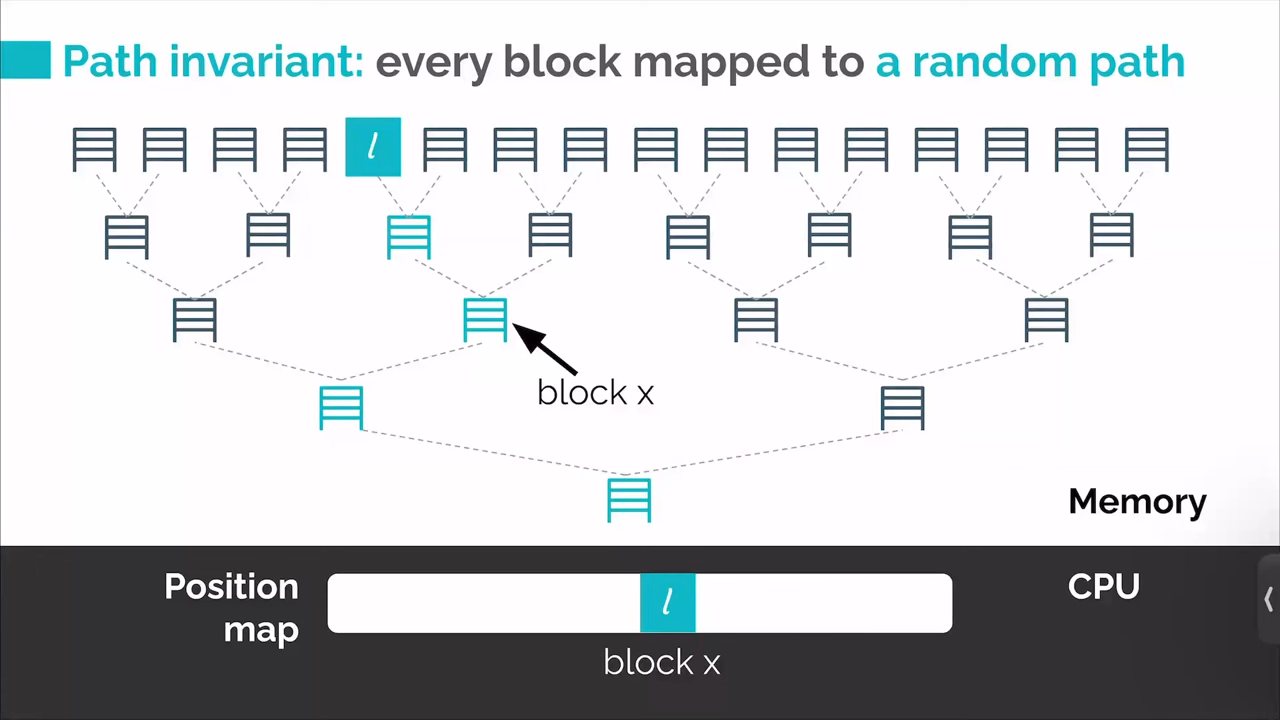 Path invariant: every block mapped to a random path
l
block x
Memory
Position
map
l
CPU
block x